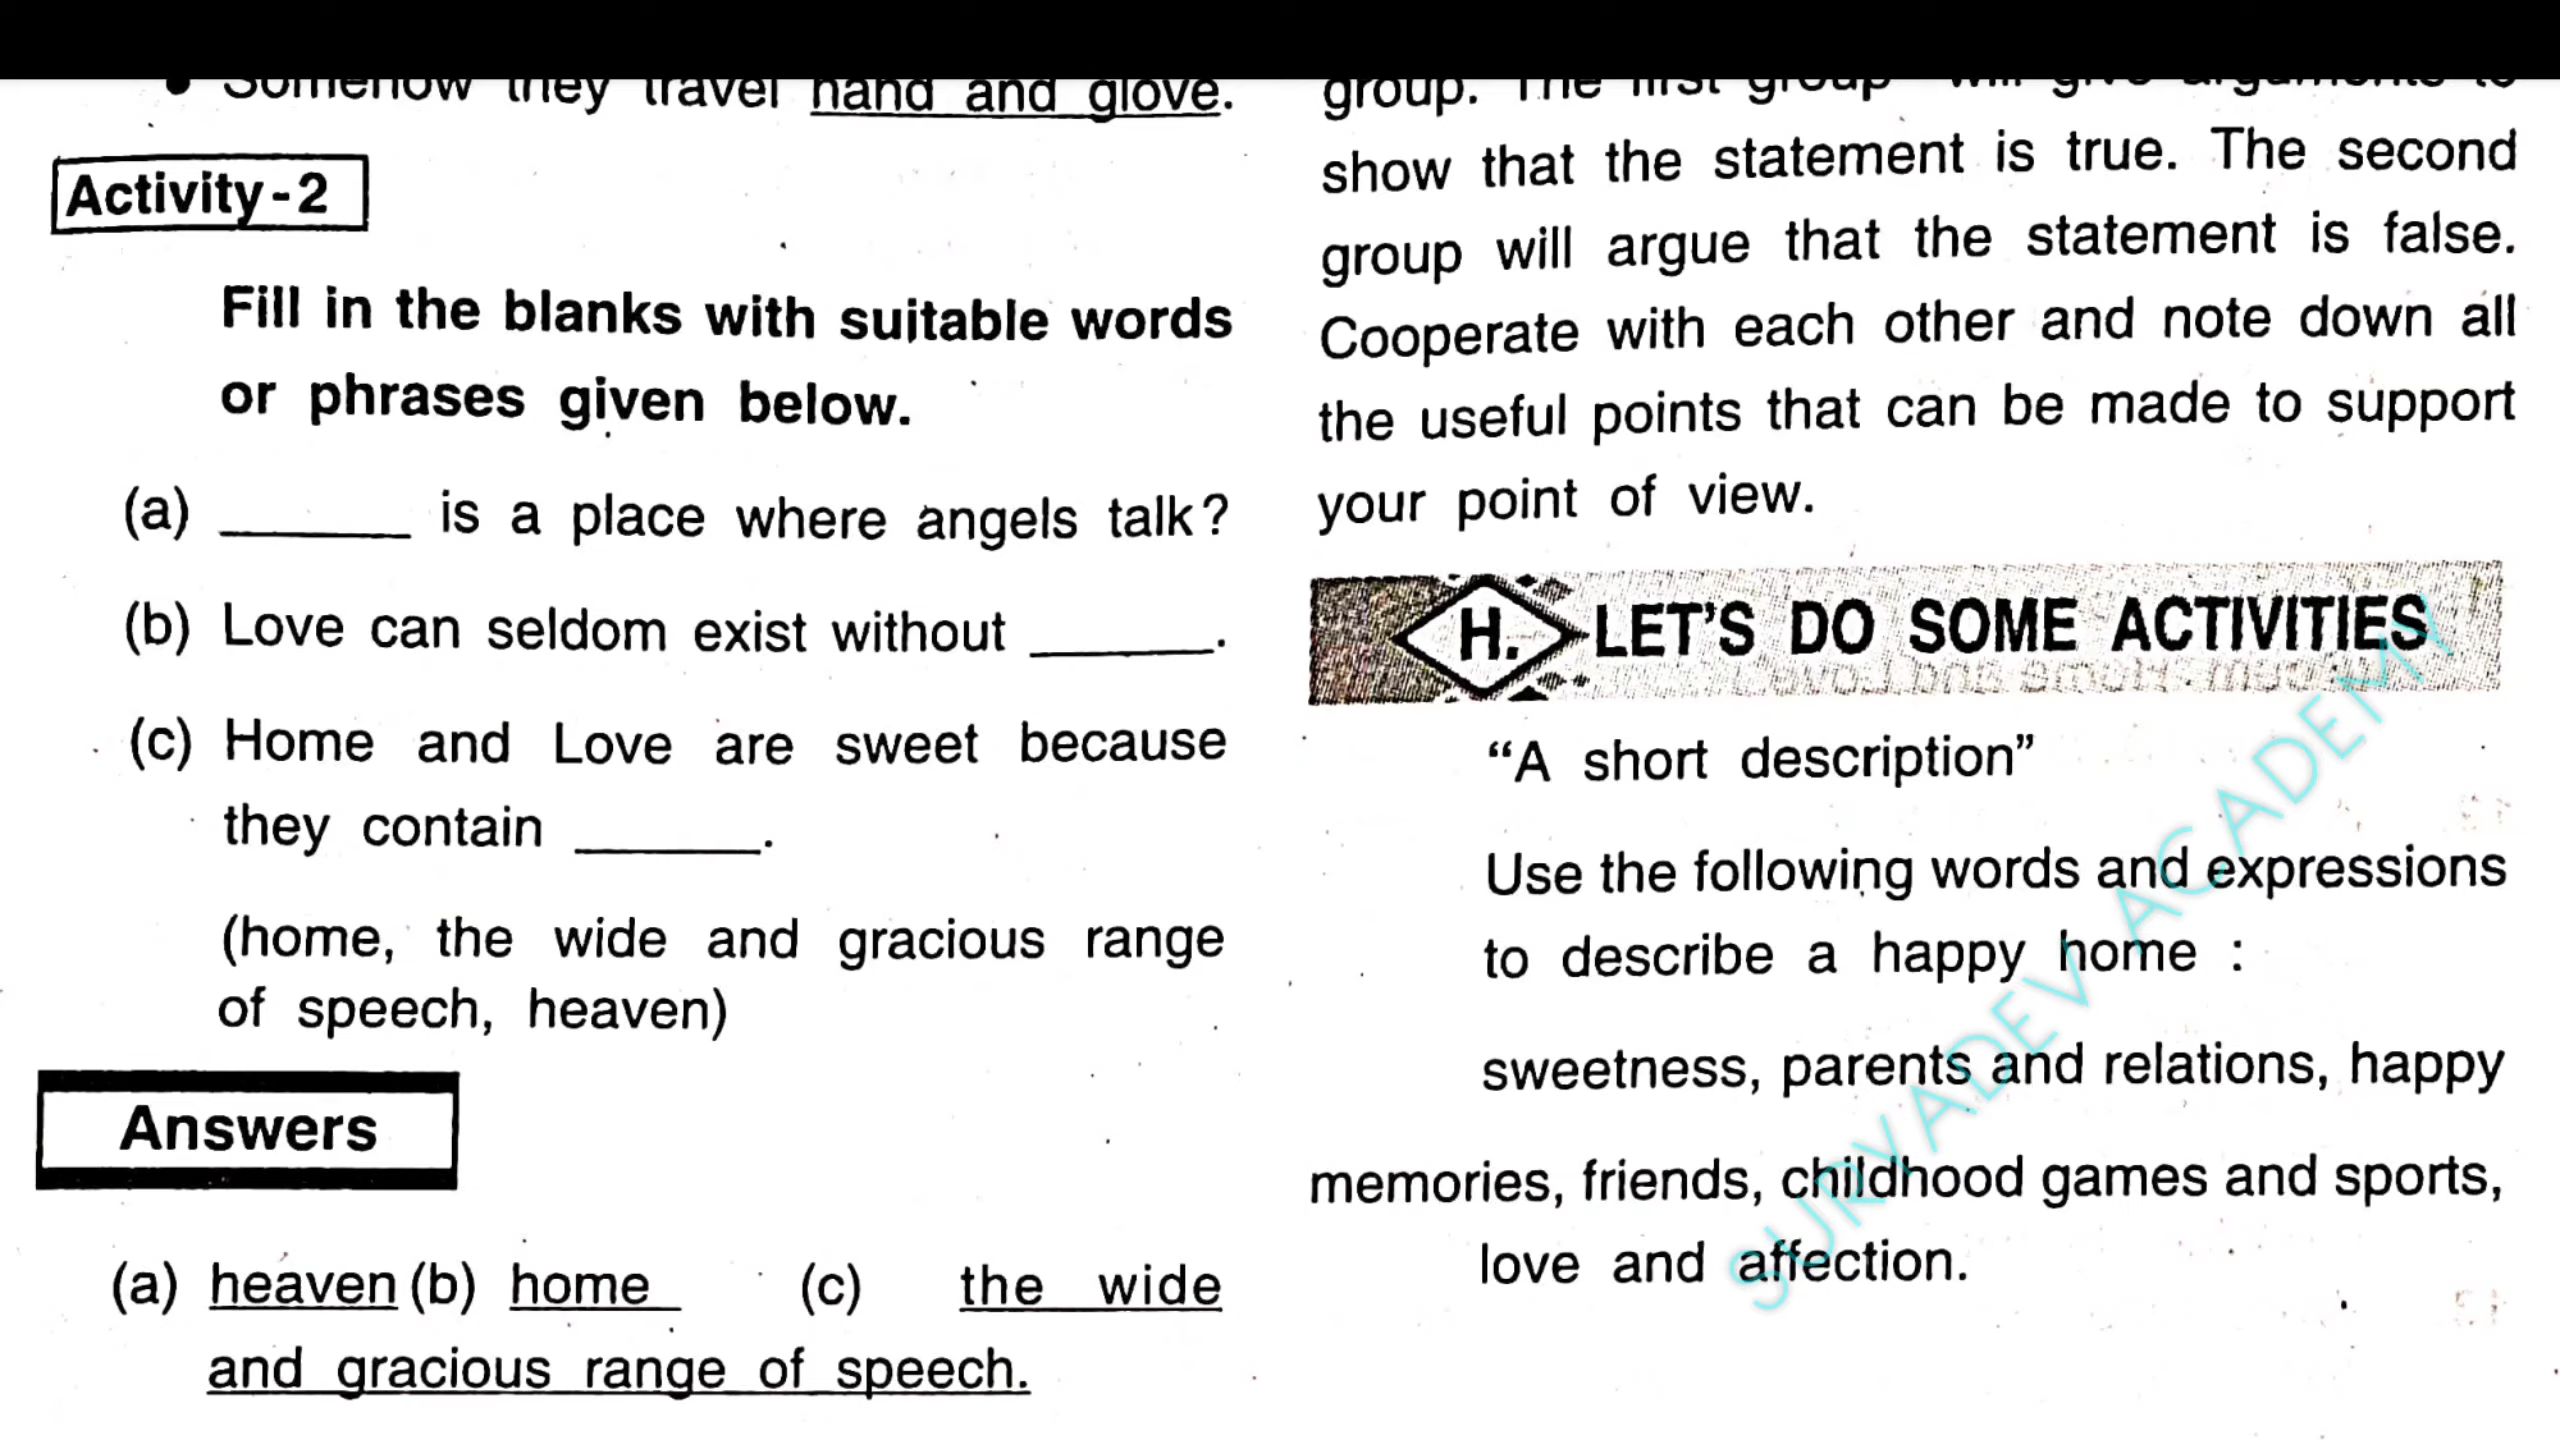 • Somehow they travel hand and glove.
Activity-2
Fill in the blanks with suitable words
or phrases given below.
(a) ______ is a place where angels talk?
(b) Love can seldom exist without ______.
(c) Home and Love are sweet because
they contain ______.
(home, the wide and gracious range
of speech, heaven)
Answers
(a) heaven (b) home (c) the wide
and gracious range of speech.
group. The first group will give arguments to
show that the statement is true. The second
group will argue that the statement is false.
Cooperate with each other and note down all
the useful points that can be made to support
your point of view.
H. LET'S DO SOME ACTIVITIES
“A short description”
Use the following words and expressions
to describe a happy home :
sweetness, parents and relations, happy
memories, friends, childhood games and sports,
love and affection.
SURYADEV ACADEMY